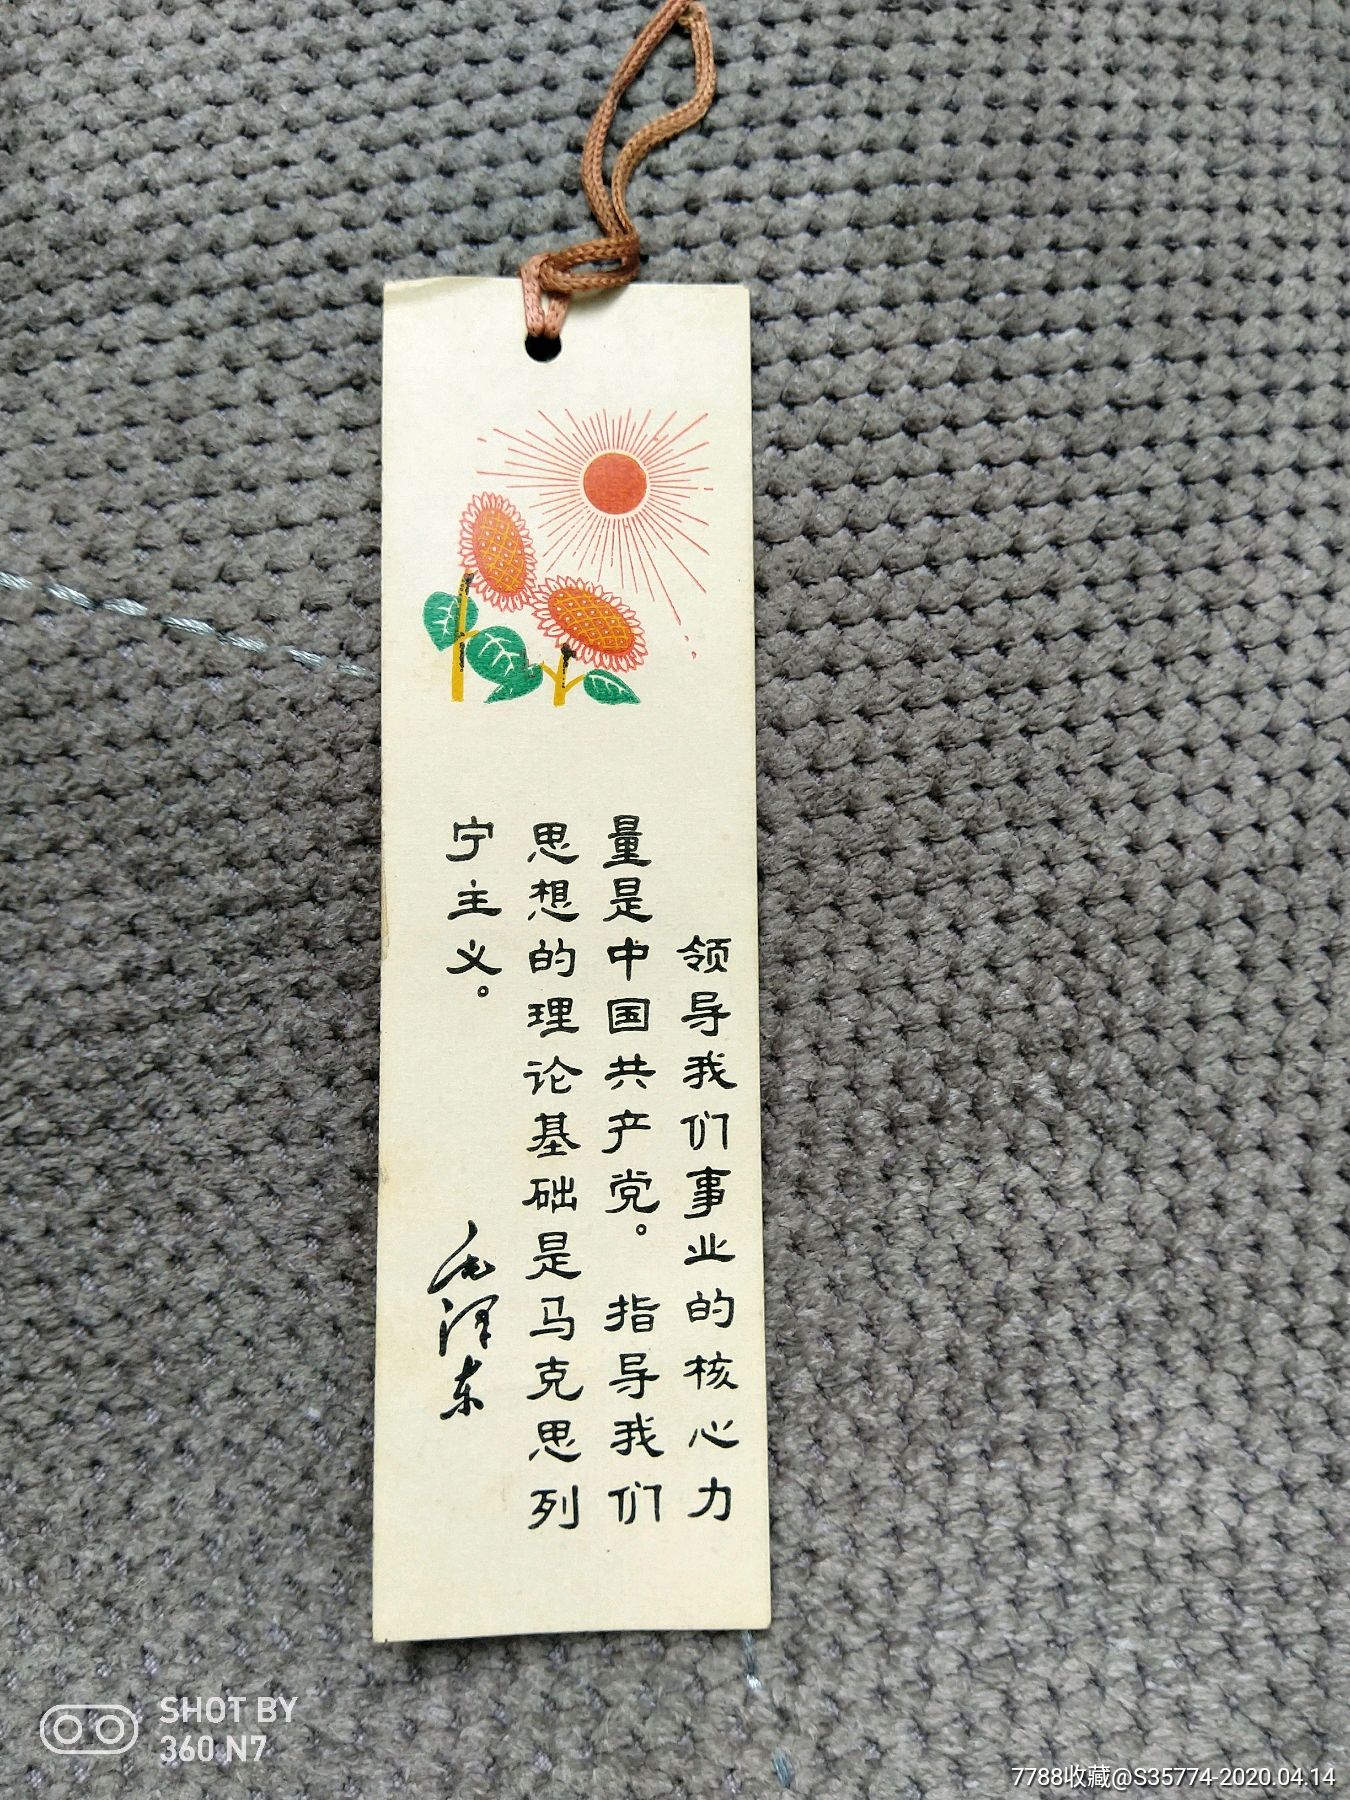 领导我们事业的核心力
量是中国共产党。指导我们
思想的理论基础是马克思列
宁主义。
毛泽东
SHOT BY
360 N7
7788收藏@S35774-2020.04.14